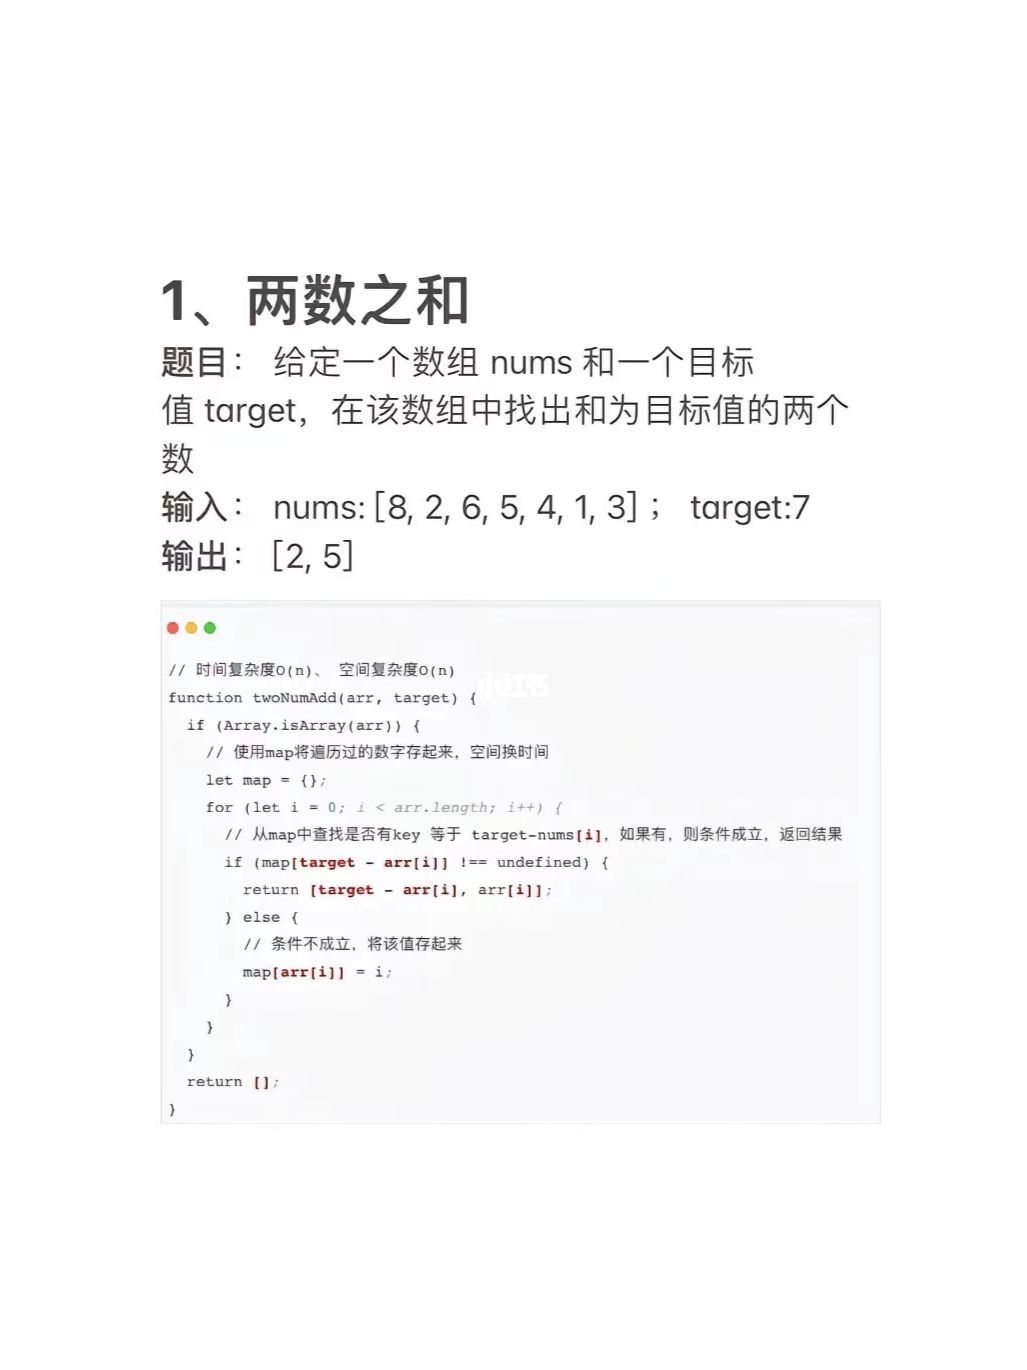 1、两数之和
题目： 给定一个数组 nums 和一个目标
值 target，在该数组中找出和为目标值的两个
数
输入： nums: [8, 2, 6, 5, 4, 1, 3] ； target:7
输出： [2, 5]
// 时间复杂度O(n)、 空间复杂度O(n)
小红书
function twoNumAdd(arr, target) {
  if (Array.isArray(arr)) {
    // 使用map将遍历过的数字存起来，空间换时间
    let map = {};
    for (let i = 0; i < arr.length; i++) {
      // 从map中查找是否有key 等于 target-nums[i]，如果有，则条件成立，返回结果
      if (map[target - arr[i]] !== undefined) {
        return [target - arr[i], arr[i]];
      } else {
        // 条件不成立，将该值存起来
        map[arr[i]] = i;
      }
    }
  }
  return [];
}